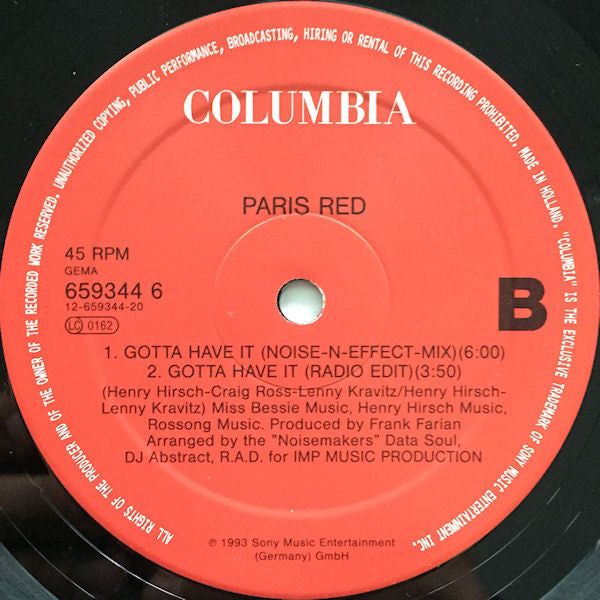 ALL RIGHTS OF THE PRODUCER AND OF THE OWNER OF THE RECORDED WORK RESERVED. UNAUTHORIZED COPYING, PUBLIC PERFORMANCE, BROADCASTING, HIRING OR RENTAL OF THIS RECORDING PROHIBITED. MADE IN HOLLAND. "COLUMBIA" IS THE EXCLUSIVE TRADEMARK OF SONY MUSIC ENTERTAINMENT INC.
COLUMBIA
PARIS RED
45 RPM
GEMA
659344 6
12-659344-20
LC 0162
B
1. GOTTA HAVE IT (NOISE-N-EFFECT-MIX)(6:00)
2. GOTTA HAVE IT (RADIO EDIT)(3:50)
(Henry Hirsch-Craig Ross-Lenny Kravitz/Henry Hirsch-
Lenny Kravitz) Miss Bessie Music, Henry Hirsch Music,
Rossong Music. Produced by Frank Farian
Arranged by the "Noisemakers" Data Soul,
DJ Abstract, R.A.D. for IMP MUSIC PRODUCTION
℗ 1993 Sony Music Entertainment
(Germany) GmbH